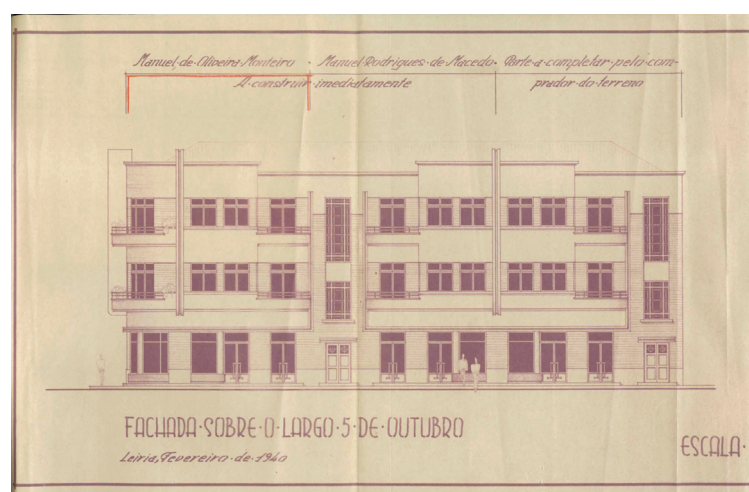 Manuel de Oliveira Monteiro · Manuel Rodrigues de Macedo · Parte a completar pelo com-
A construir imediatamente prador do terreno
FACHADA·SOBRE·O·LARGO·5·DE·OUTUBRO
Leiria, Fevereiro·de·1940
ESCALA·